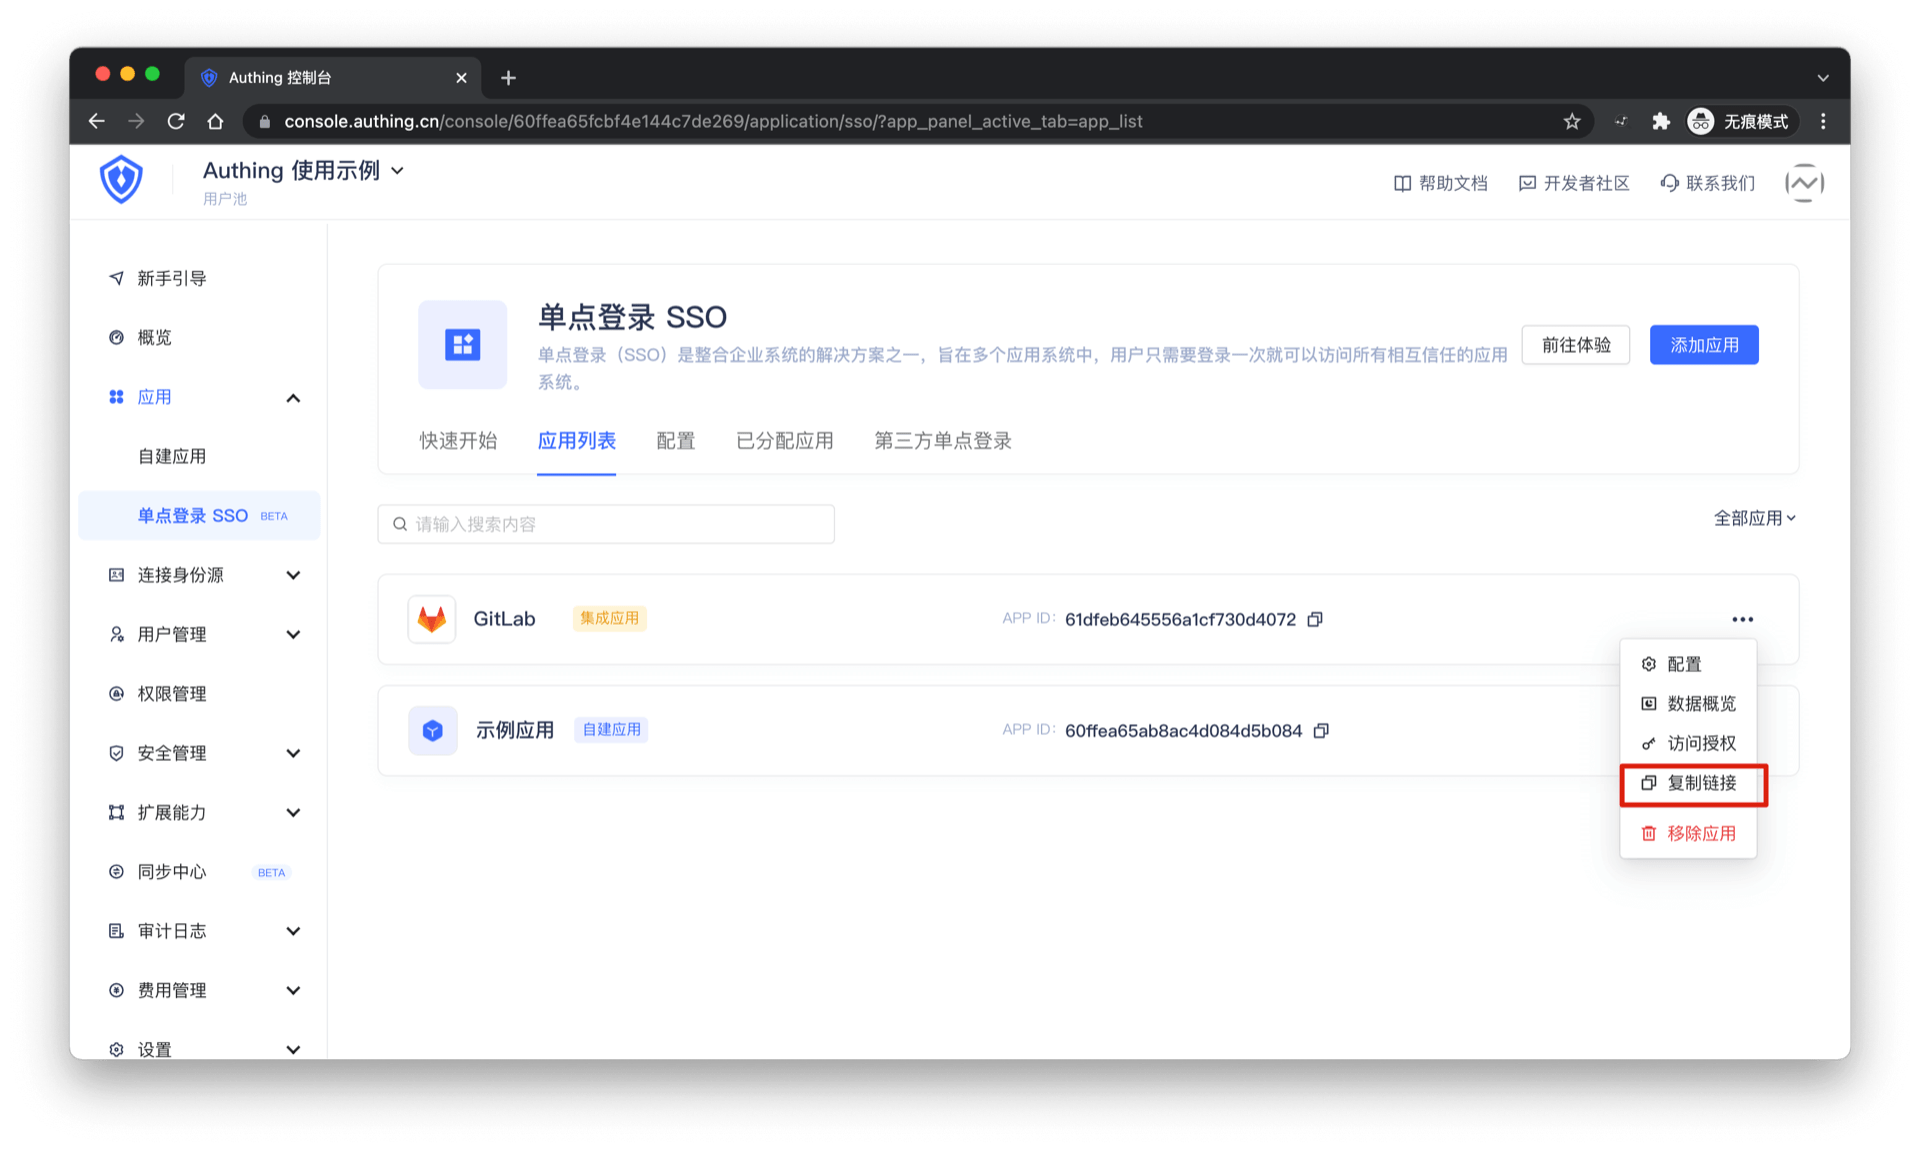 Authing 控制台
console.authing.cn/console/60ffea65fcbf4e144c7de269/application/sso/?app_panel_active_tab=app_list
无痕模式
Authing 使用示例
用户池
帮助文档
开发者社区
联系我们
新手引导
概览
应用
自建应用
单点登录 SSO BETA
连接身份源
用户管理
权限管理
安全管理
扩展能力
同步中心 BETA
审计日志
费用管理
设置
单点登录 SSO
单点登录（SSO）是整合企业系统的解决方案之一，旨在多个应用系统中，用户只需要登录一次就可以访问所有相互信任的应用
系统。
前往体验
添加应用
快速开始 应用列表 配置 已分配应用 第三方单点登录
请输入搜索内容
全部应用
GitLab 集成应用 APP ID: 61dfeb645556a1cf730d4072
示例应用 自建应用 APP ID: 60ffea65ab8ac4d084d5b084
配置
数据概览
访问授权
复制链接
移除应用